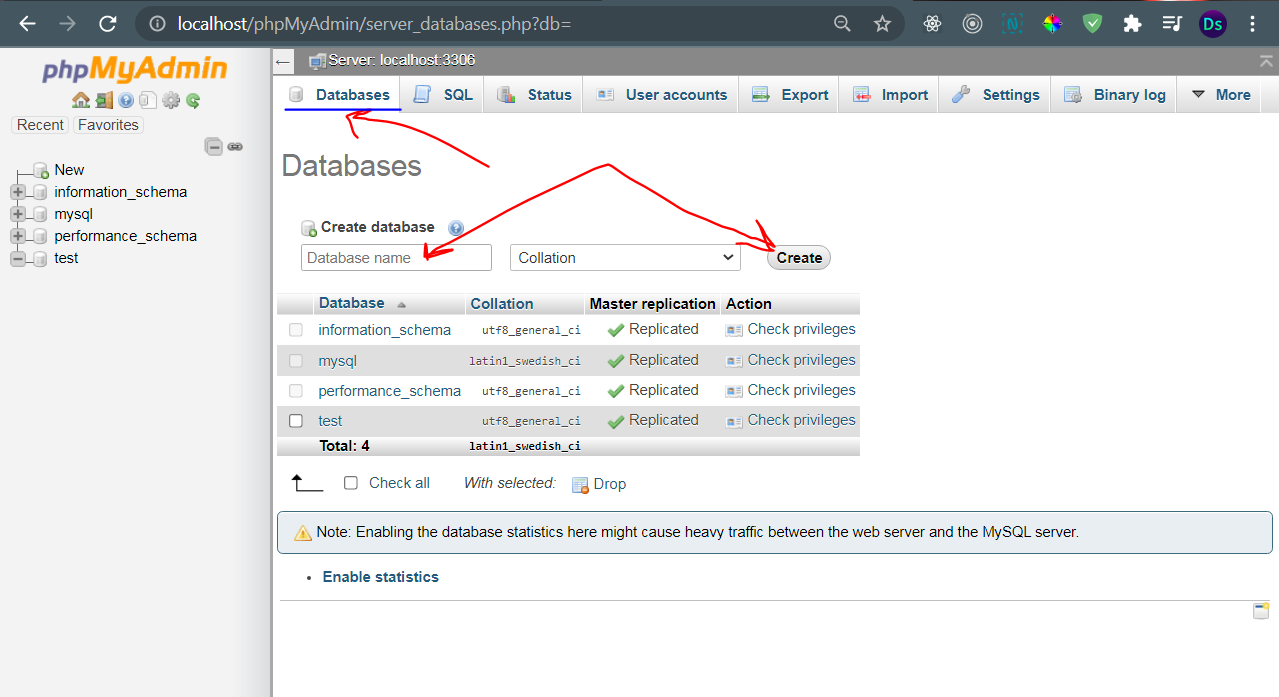 localhost/phpMyAdmin/server_databases.php?db=
Ds
phpMyAdmin
Recent Favorites
New
information_schema
mysql
performance_schema
test
Server: localhost:3306
Databases SQL Status User accounts Export Import Settings Binary log More
Databases
Create database
Database name Collation Create
Database Collation Master replication Action
information_schema utf8_general_ci Replicated Check privileges
mysql latin1_swedish_ci Replicated Check privileges
performance_schema utf8_general_ci Replicated Check privileges
test utf8_general_ci Replicated Check privileges
Total: 4 latin1_swedish_ci
Check all With selected: Drop
Note: Enabling the database statistics here might cause heavy traffic between the web server and the MySQL server.
• Enable statistics